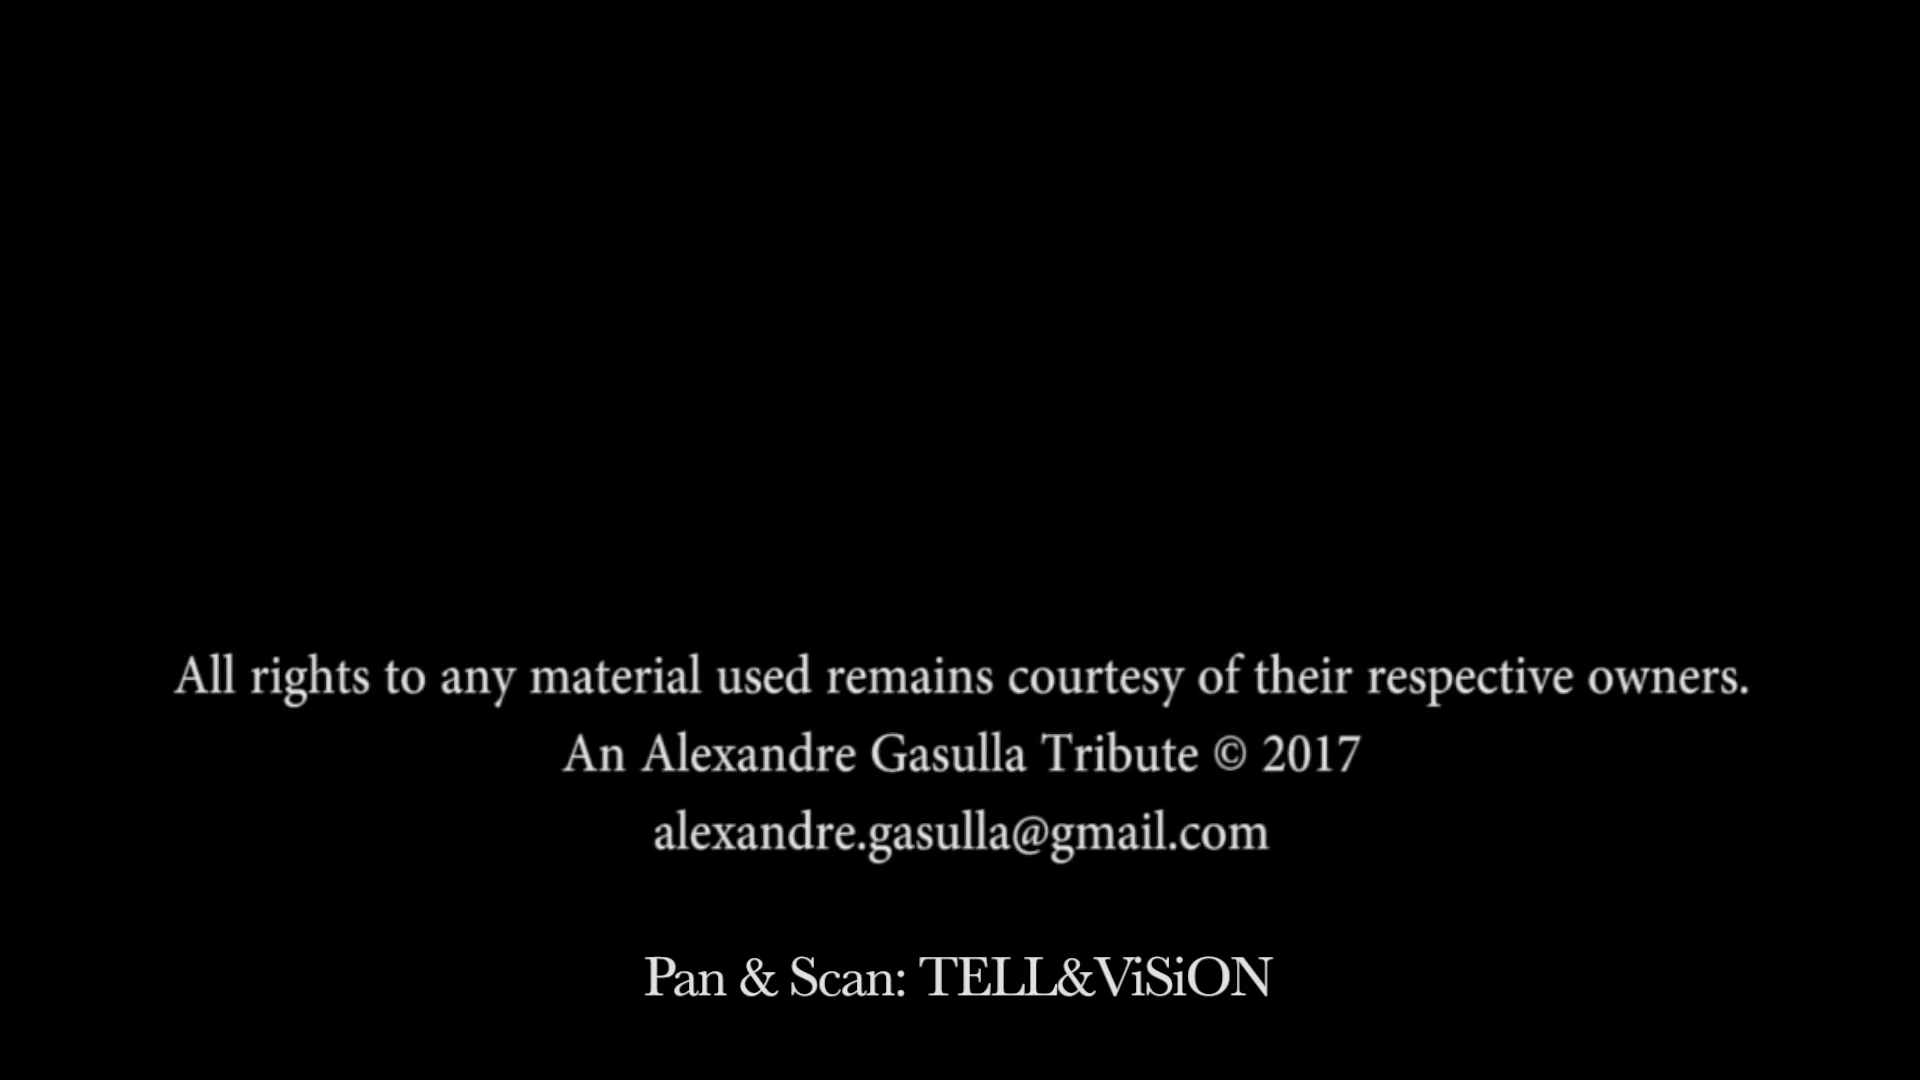 All rights to any material used remains courtesy of their respective owners.
An Alexandre Gasulla Tribute © 2017
alexandre.gasulla@gmail.com
Pan & Scan: TELL&ViSiON